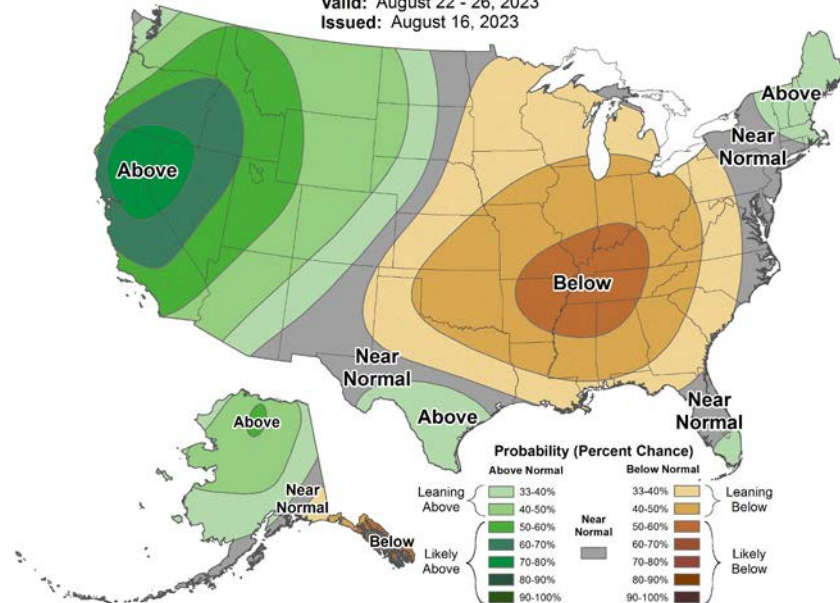 Valid: August 22 - 26, 2023
Issued: August 16, 2023
Above
Above
Near
Normal
Below
Near
Normal
Above
Near
Normal
Above
Near
Normal
Below
Probability (Percent Chance)
Above Normal
Below Normal
Leaning
Above
33-40%
40-50%
Likely
Above
50-60%
60-70%
70-80%
80-90%
90-100%
Near
Normal
33-40%
40-50%
Leaning
Below
50-60%
60-70%
70-80%
80-90%
90-100%
Likely
Below